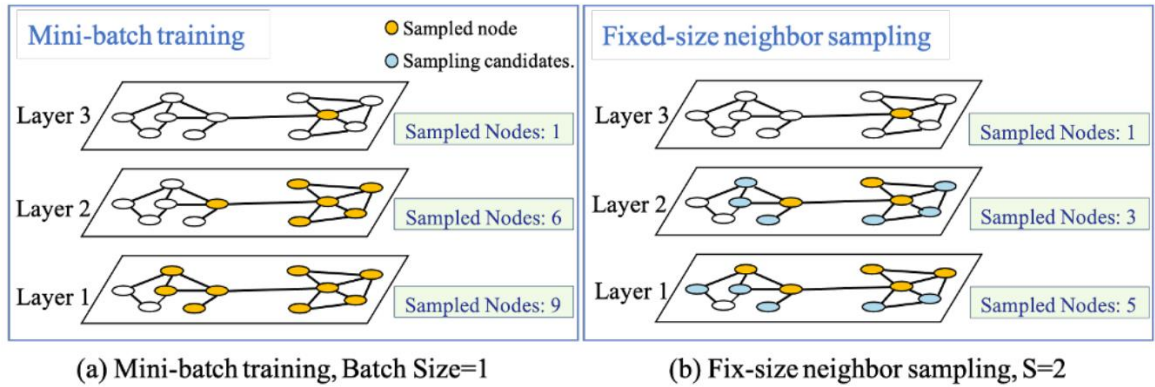 Mini-batch training
Sampled node
Sampling candidates.
Layer 3
Sampled Nodes: 1
Layer 2
Sampled Nodes: 6
Layer 1
Sampled Nodes: 9
(a) Mini-batch training, Batch Size=1
Fixed-size neighbor sampling
Layer 3
Sampled Nodes: 1
Layer 2
Sampled Nodes: 3
Layer 1
Sampled Nodes: 5
(b) Fix-size neighbor sampling, S=2